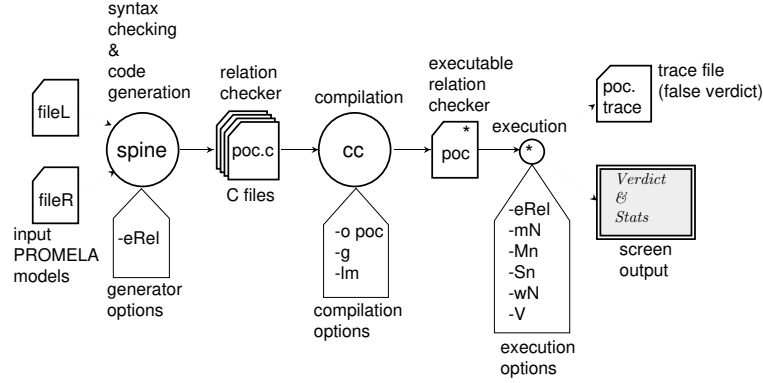 syntax
checking
&
code
generation
fileL
fileR
input
PROMELA
models
spine
-eRel
generator
options
relation
checker
poc.c
C files
compilation
cc
-o poc
-g
-lm
compilation
options
executable
relation
checker
*
poc
execution
*
-eRel
-mN
-Mn
-Sn
-wN
-V
execution
options
poc.
trace
trace file
(false verdict)
Verdict
&
Stats
screen
output